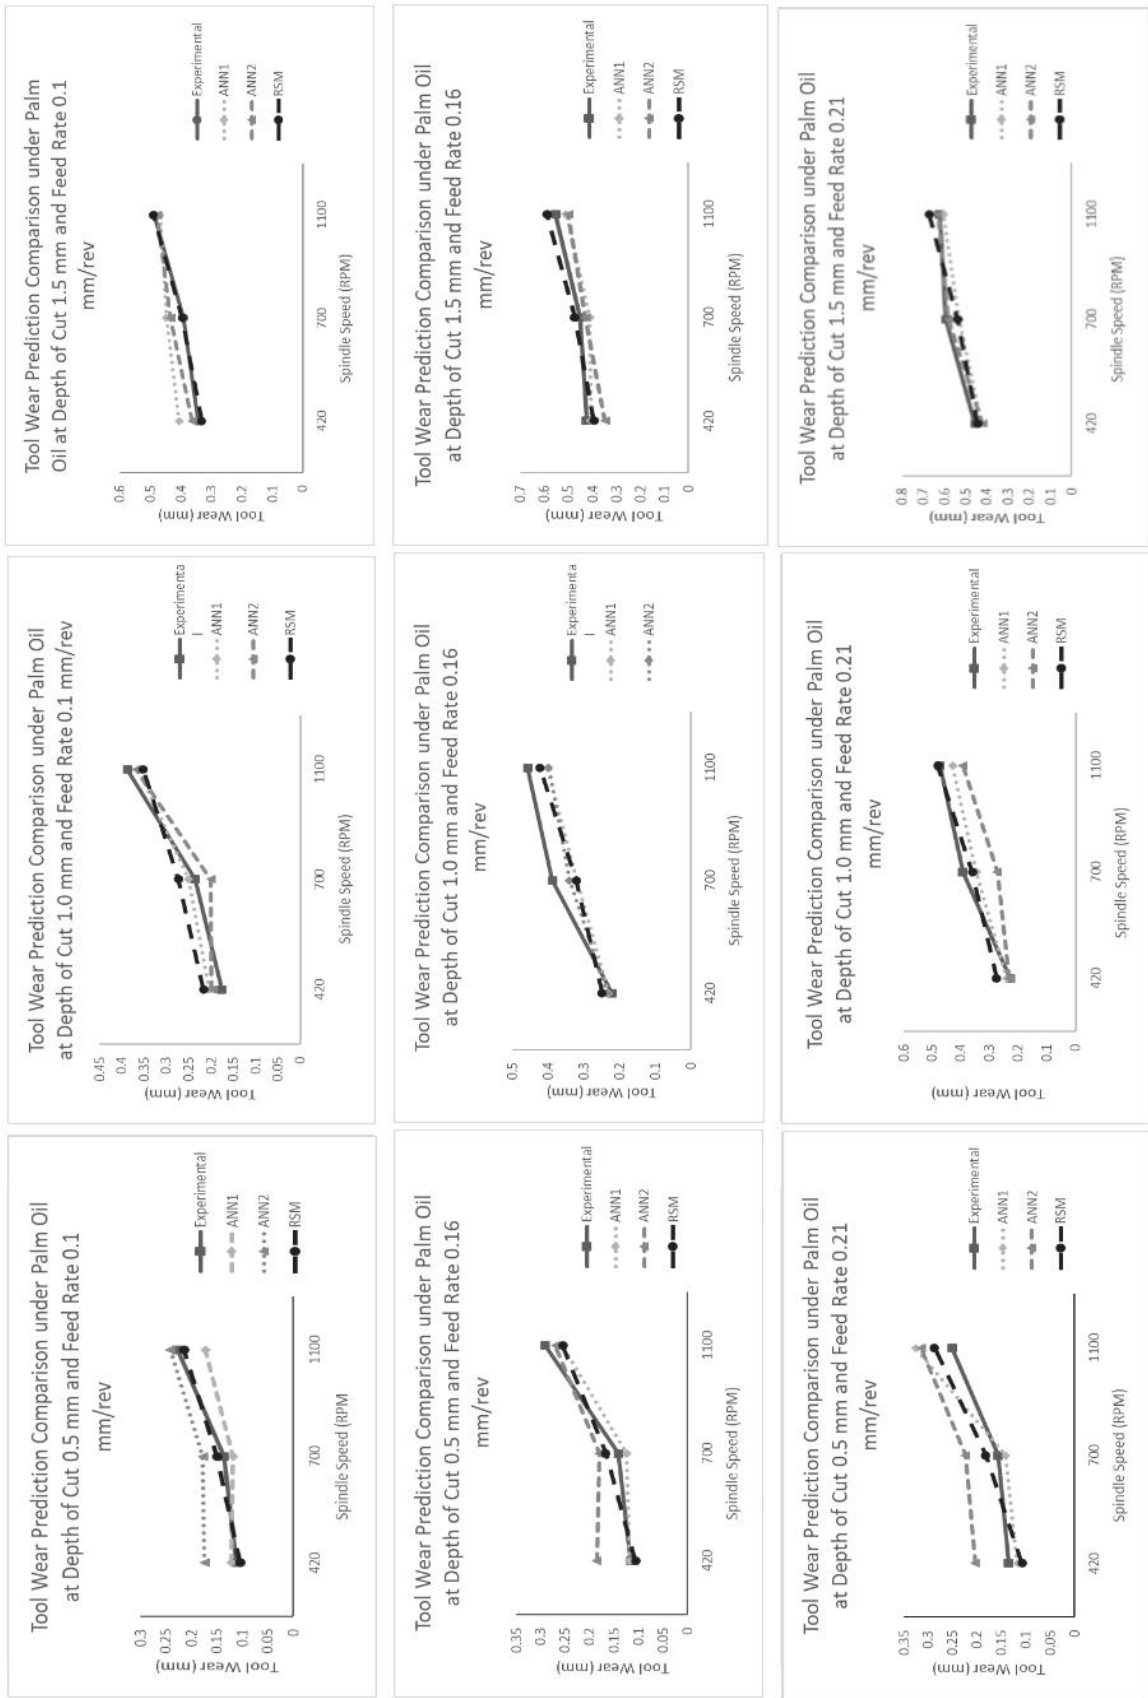 Tool Wear Prediction Comparison under Palm Oil
at Depth of Cut 0.5 mm and Feed Rate 0.1
mm/rev
Tool Wear (mm)
0.3
0.25
0.2
0.15
0.1
0.05
0
420
700
1100
Spindle Speed (RPM)
Experimental
ANN1
ANN2
RSM
Tool Wear Prediction Comparison under Palm Oil
at Depth of Cut 1.0 mm and Feed Rate 0.1 mm/rev
Tool Wear (mm)
0.45
0.4
0.35
0.3
0.25
0.2
0.15
0.1
0.05
0
420
700
1100
Spindle Speed (RPM)
Experimenta
l
ANN1
ANN2
RSM
Tool Wear Prediction Comparison under Palm
Oil at Depth of Cut 1.5 mm and Feed Rate 0.1
mm/rev
Tool Wear (mm)
0.6
0.5
0.4
0.3
0.2
0.1
0
420
700
1100
Spindle Speed (RPM)
Experimental
ANN1
ANN2
RSM
Tool Wear Prediction Comparison under Palm Oil
at Depth of Cut 0.5 mm and Feed Rate 0.16
mm/rev
Tool Wear (mm)
0.35
0.3
0.25
0.2
0.15
0.1
0.05
0
420
700
1100
Spindle Speed (RPM)
Experimental
ANN1
ANN2
RSM
Tool Wear Prediction Comparison under Palm Oil
at Depth of Cut 1.0 mm and Feed Rate 0.16
mm/rev
Tool Wear (mm)
0.5
0.4
0.3
0.2
0.1
0
420
700
1100
Spindle Speed (RPM)
Experimenta
l
ANN1
ANN2
Tool Wear Prediction Comparison under Palm Oil
at Depth of Cut 1.5 mm and Feed Rate 0.16
mm/rev
Tool Wear (mm)
0.7
0.6
0.5
0.4
0.3
0.2
0.1
0
420
700
1100
Spindle Speed (RPM)
Experimental
ANN1
ANN2
RSM
Tool Wear Prediction Comparison under Palm Oil
at Depth of Cut 0.5 mm and Feed Rate 0.21
mm/rev
Tool Wear (mm)
0.35
0.3
0.25
0.2
0.15
0.1
0.05
0
420
700
1100
Spindle Speed (RPM)
Experimental
ANN1
ANN2
RSM
Tool Wear Prediction Comparison under Palm Oil
at Depth of Cut 1.0 mm and Feed Rate 0.21
mm/rev
Tool Wear (mm)
0.6
0.5
0.4
0.3
0.2
0.1
0
420
700
1100
Spindle Speed (RPM)
Experimental
ANN1
ANN2
RSM
Tool Wear Prediction Comparison under Palm Oil
at Depth of Cut 1.5 mm and Feed Rate 0.21
mm/rev
Tool Wear (mm)
0.8
0.7
0.6
0.5
0.4
0.3
0.2
0.1
0
420
700
1100
Spindle Speed (RPM)
Experimental
ANN1
ANN2
RSM